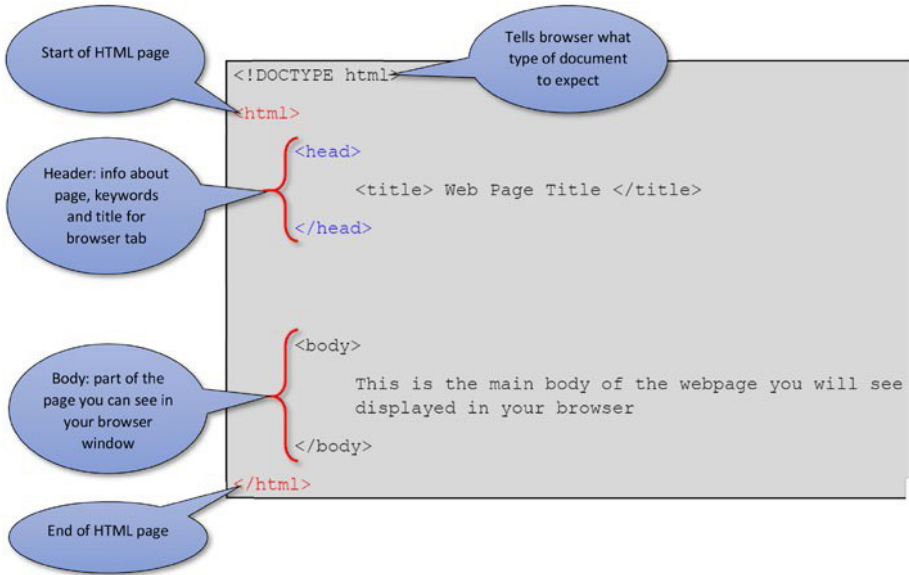 Start of HTML page
Tells browser what
type of document
to expect
<!DOCTYPE html>
<html>
Header: info about
page, keywords
and title for
browser tab
<head>
<title> Web Page Title </title>
</head>
Body: part of the
page you can see in
your browser
window
<body>
This is the main body of the webpage you will see
displayed in your browser
</body>
</html>
End of HTML page